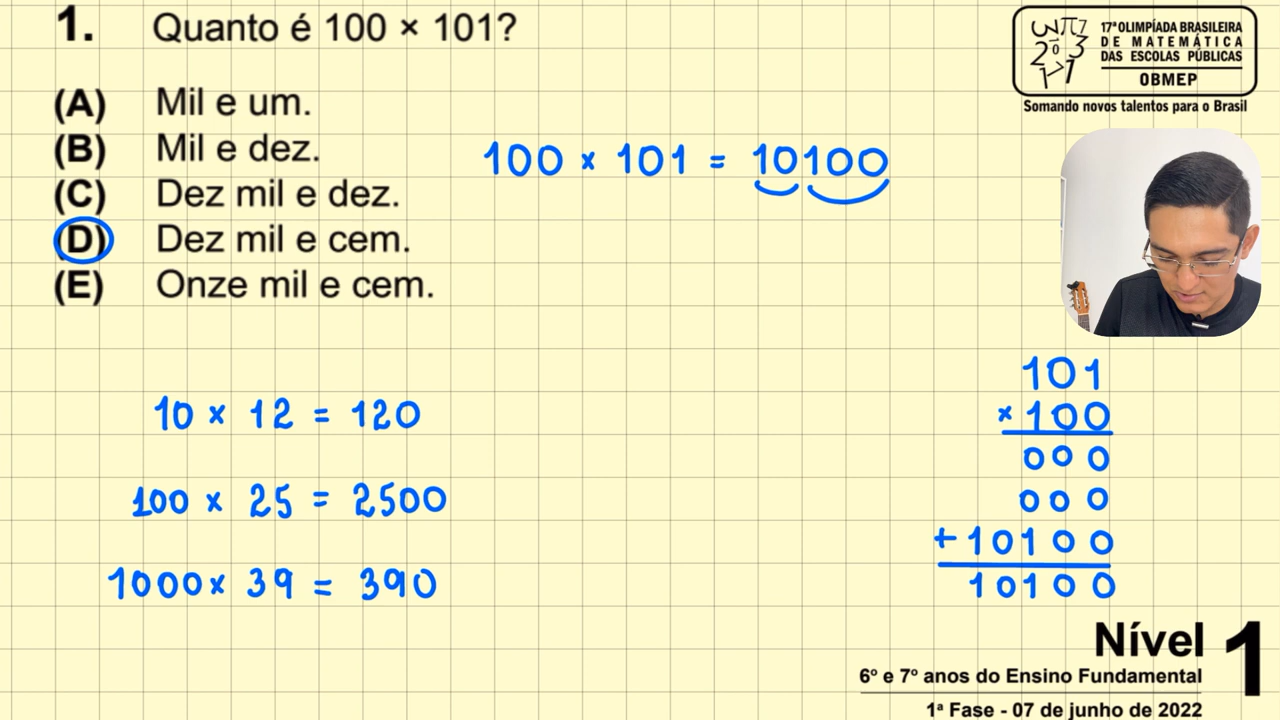 1. Quanto é 100 × 101?
(A) Mil e um.
(B) Mil e dez.
(C) Dez mil e dez.
(D) Dez mil e cem.
(E) Onze mil e cem.
100 × 101 = 10100
17ª OLIMPÍADA BRASILEIRA
DE MATEMÁTICA
DAS ESCOLAS PÚBLICAS
OBMEP
Somando novos talentos para o Brasil
10 × 12 = 120
100 × 25 = 2500
1000 × 39 = 390
101
×100
000
000
+10100
10100
Nível 1
6º e 7º anos do Ensino Fundamental
1ª Fase - 07 de junho de 2022